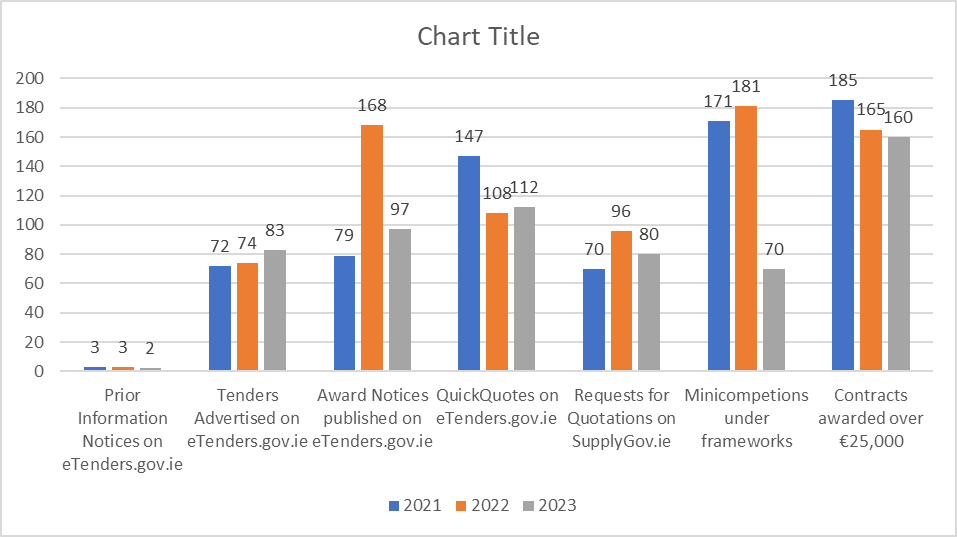 Chart Title
200
180
160
140
120
100
80
60
40
20
0
3 3 2
72 74 83
79 168 97
147 108 112
70 96 80
171 181 70
185 165 160
Prior
Information
Notices on
eTenders.gov.ie
Tenders
Advertised on
eTenders.gov.ie
Award Notices
published on
eTenders.gov.ie
QuickQuotes on
eTenders.gov.ie
Requests for
Quotations on
SupplyGov.ie
Minicompetions
under
frameworks
Contracts
awarded over
€25,000
2021 2022 2023